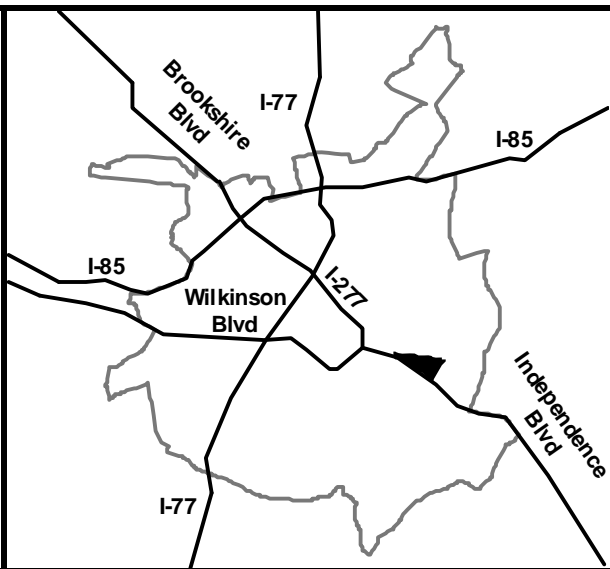 Brookshire
Blvd
I-77
I-85
I-85
Wilkinson
Blvd
I-277
Independence
Blvd
I-77